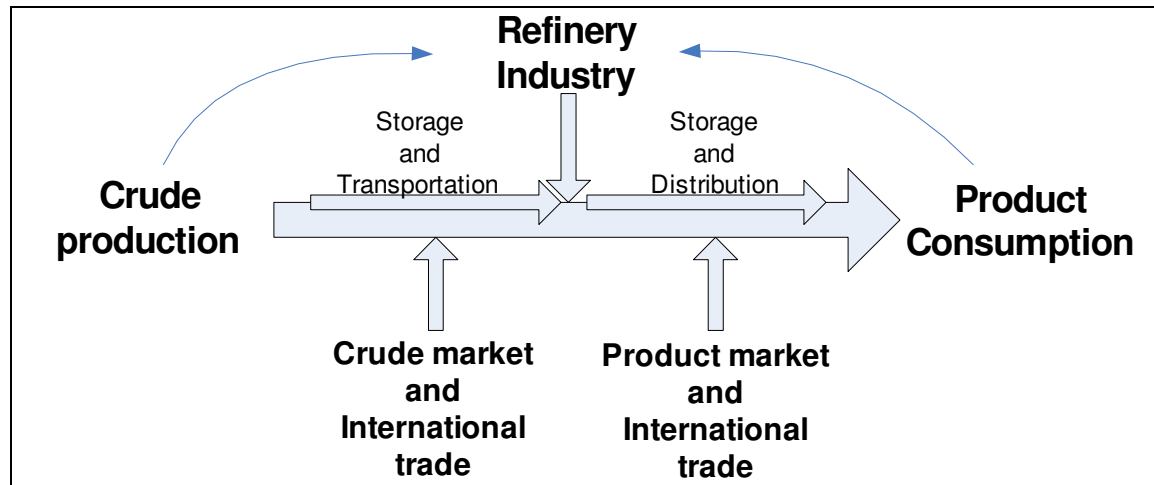 Refinery
Industry
Storage
and
Transportation
Storage
and
Distribution
Crude
production
Product
Consumption
Crude market
and
International
trade
Product market
and
International
trade